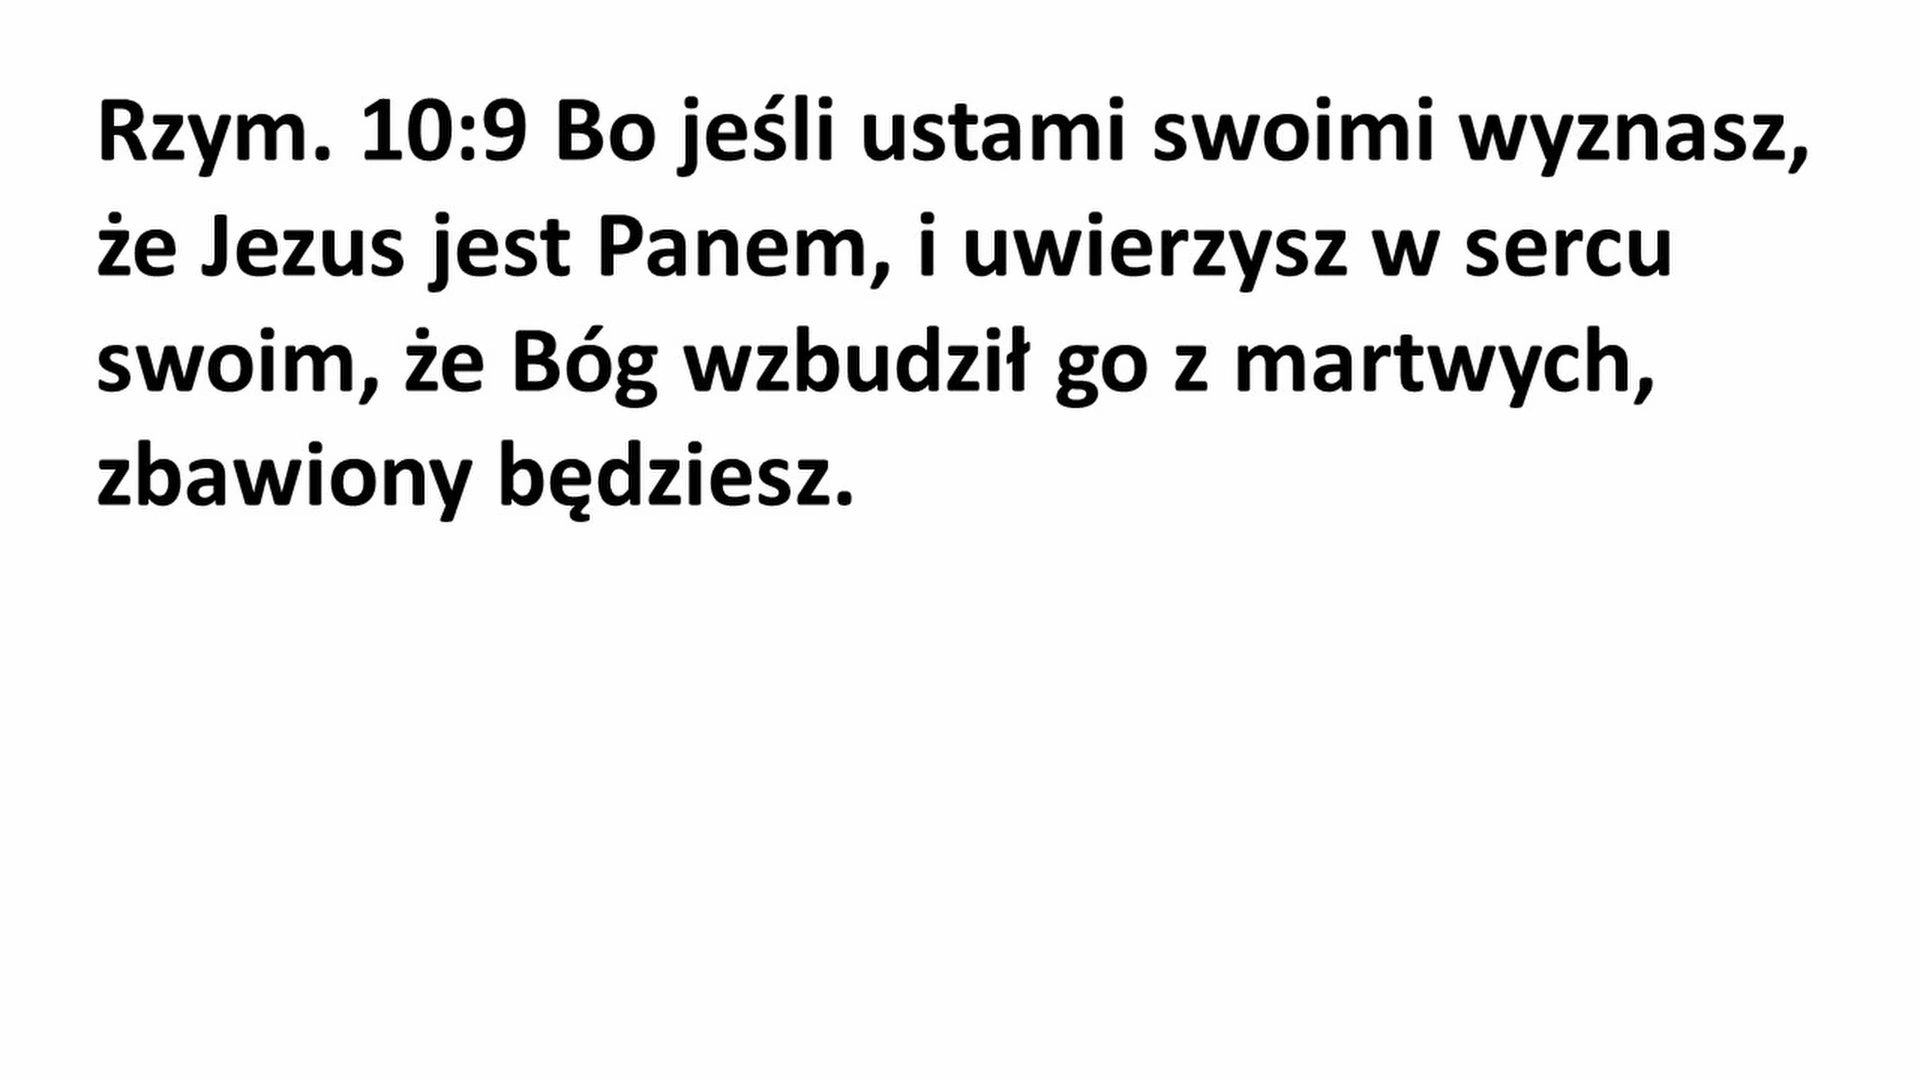 Rzym. 10:9 Bo jeśli ustami swoimi wyznasz,
że Jezus jest Panem, i uwierzysz w sercu
swoim, że Bóg wzbudził go z martwych,
zbawiony będziesz.